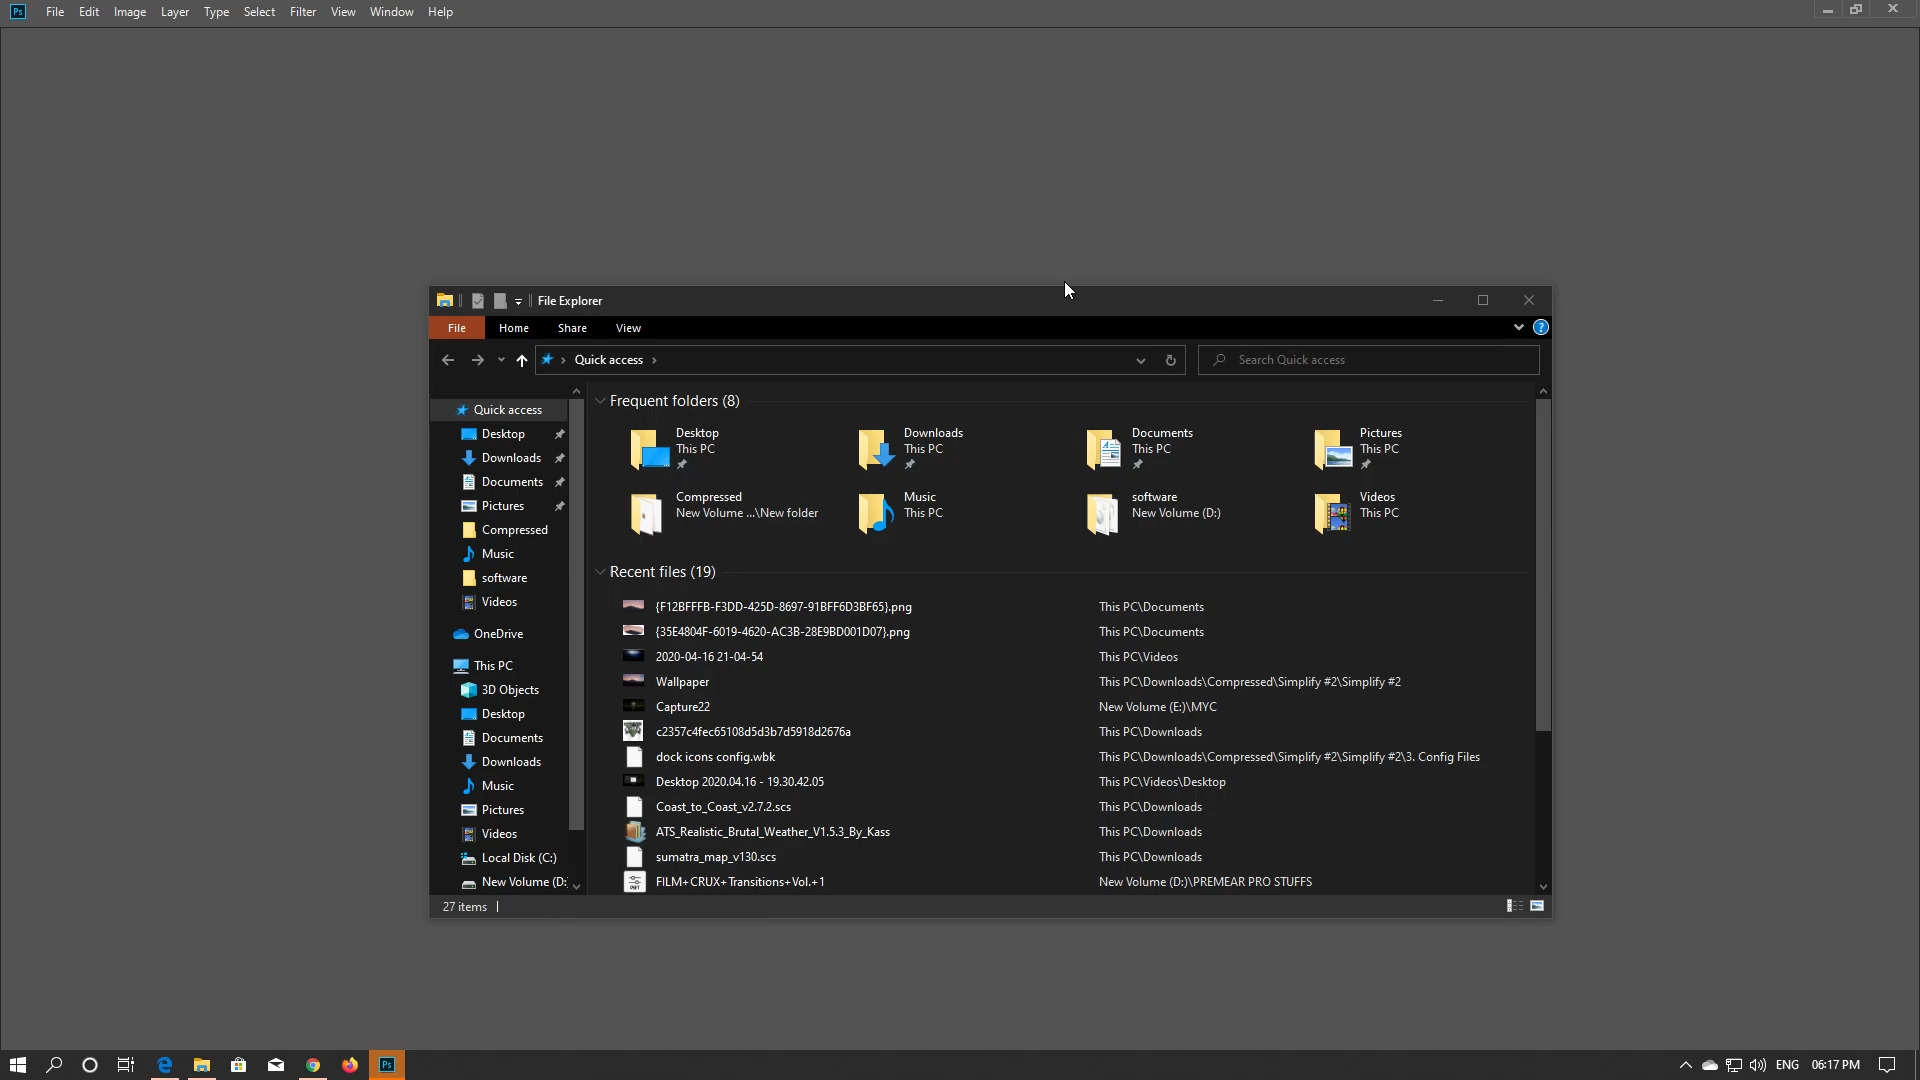 Ps File Edit Image Layer Type Select Filter View Window Help
File Explorer
File Home Share View
Quick access
Search Quick access
Quick access
Desktop
Downloads
Documents
Pictures
Compressed
Music
software
Videos
OneDrive
This PC
3D Objects
Desktop
Documents
Downloads
Music
Pictures
Videos
Local Disk (C:)
New Volume (D:
Frequent folders (8)
Desktop
This PC
Downloads
This PC
Documents
This PC
Pictures
This PC
Compressed
New Volume ...\New folder
Music
This PC
software
New Volume (D:)
Videos
This PC
Recent files (19)
{F12BFFFB-F3DD-425D-8697-91BFF6D3BF65}.png This PC\Documents
{35E4804F-6019-4620-AC3B-28E9BD001D07}.png This PC\Documents
2020-04-16 21-04-54 This PC\Videos
Wallpaper This PC\Downloads\Compressed\Simplify #2\Simplify #2
Capture22 New Volume (E:)\MYC
c2357c4fec65108d5d3b7d5918d2676a This PC\Downloads
dock icons config.wbk This PC\Downloads\Compressed\Simplify #2\Simplify #2\3. Config Files
Desktop 2020.04.16 - 19.30.42.05 This PC\Videos\Desktop
Coast_to_Coast_v2.7.2.scs This PC\Downloads
ATS_Realistic_Brutal_Weather_V1.5.3_By_Kass This PC\Downloads
sumatra_map_v130.scs This PC\Downloads
FILM+CRUX+Transitions+Vol.+1 New Volume (D:)\PREMEAR PRO STUFFS
27 items
Ps
ENG 06:17 PM